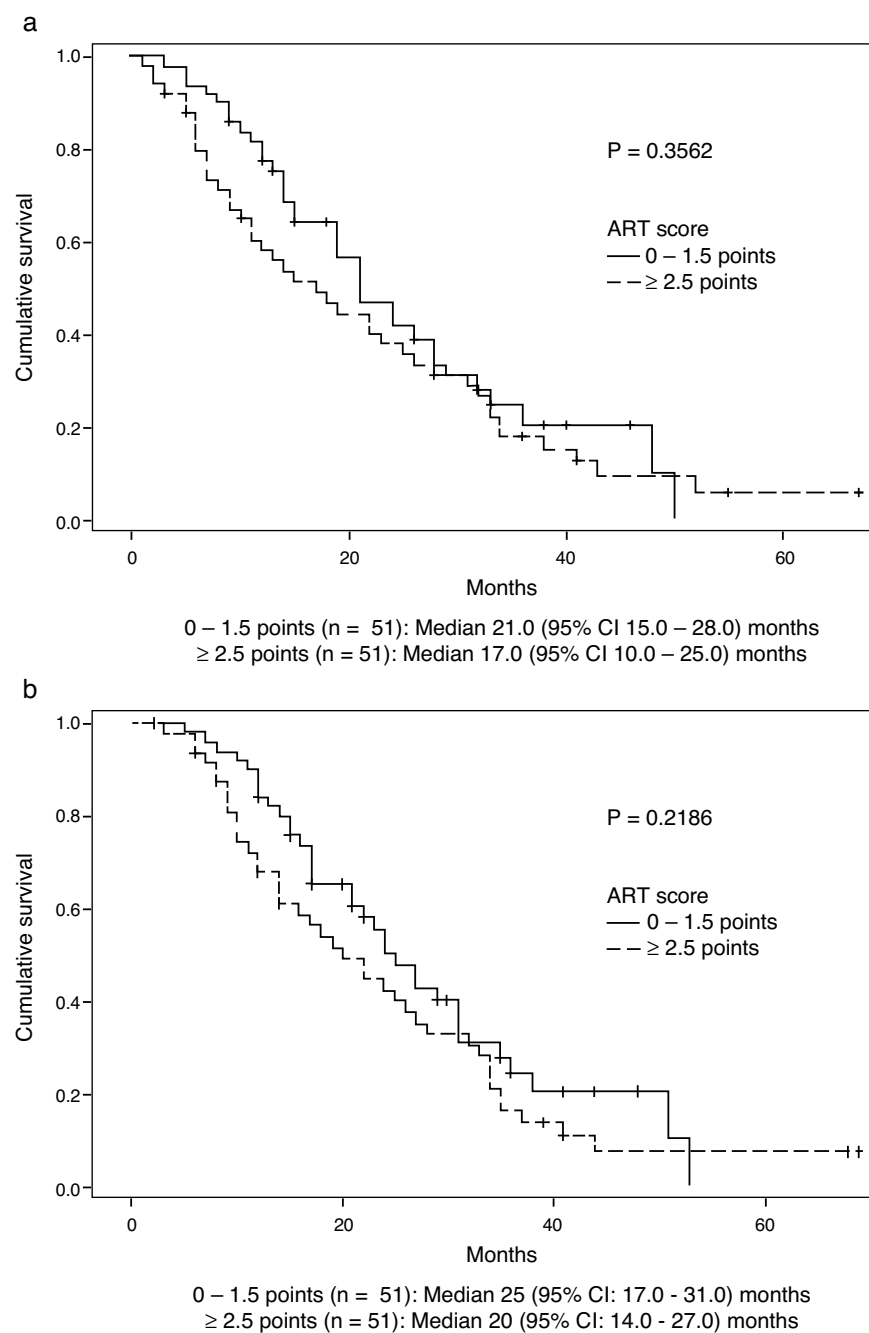 a
1.0
0.8
0.6
0.4
0.2
0.0
Cumulative survival
P = 0.3562
ART score
0 – 1.5 points
≥ 2.5 points
0 20 40 60
Months
0 – 1.5 points (n = 51): Median 21.0 (95% CI 15.0 – 28.0) months
≥ 2.5 points (n = 51): Median 17.0 (95% CI 10.0 – 25.0) months
b
1.0
0.8
0.6
0.4
0.2
0.0
Cumulative survival
P = 0.2186
ART score
0 – 1.5 points
≥ 2.5 points
0 20 40 60
Months
0 – 1.5 points (n = 51): Median 25 (95% CI: 17.0 - 31.0) months
≥ 2.5 points (n = 51): Median 20 (95% CI: 14.0 - 27.0) months